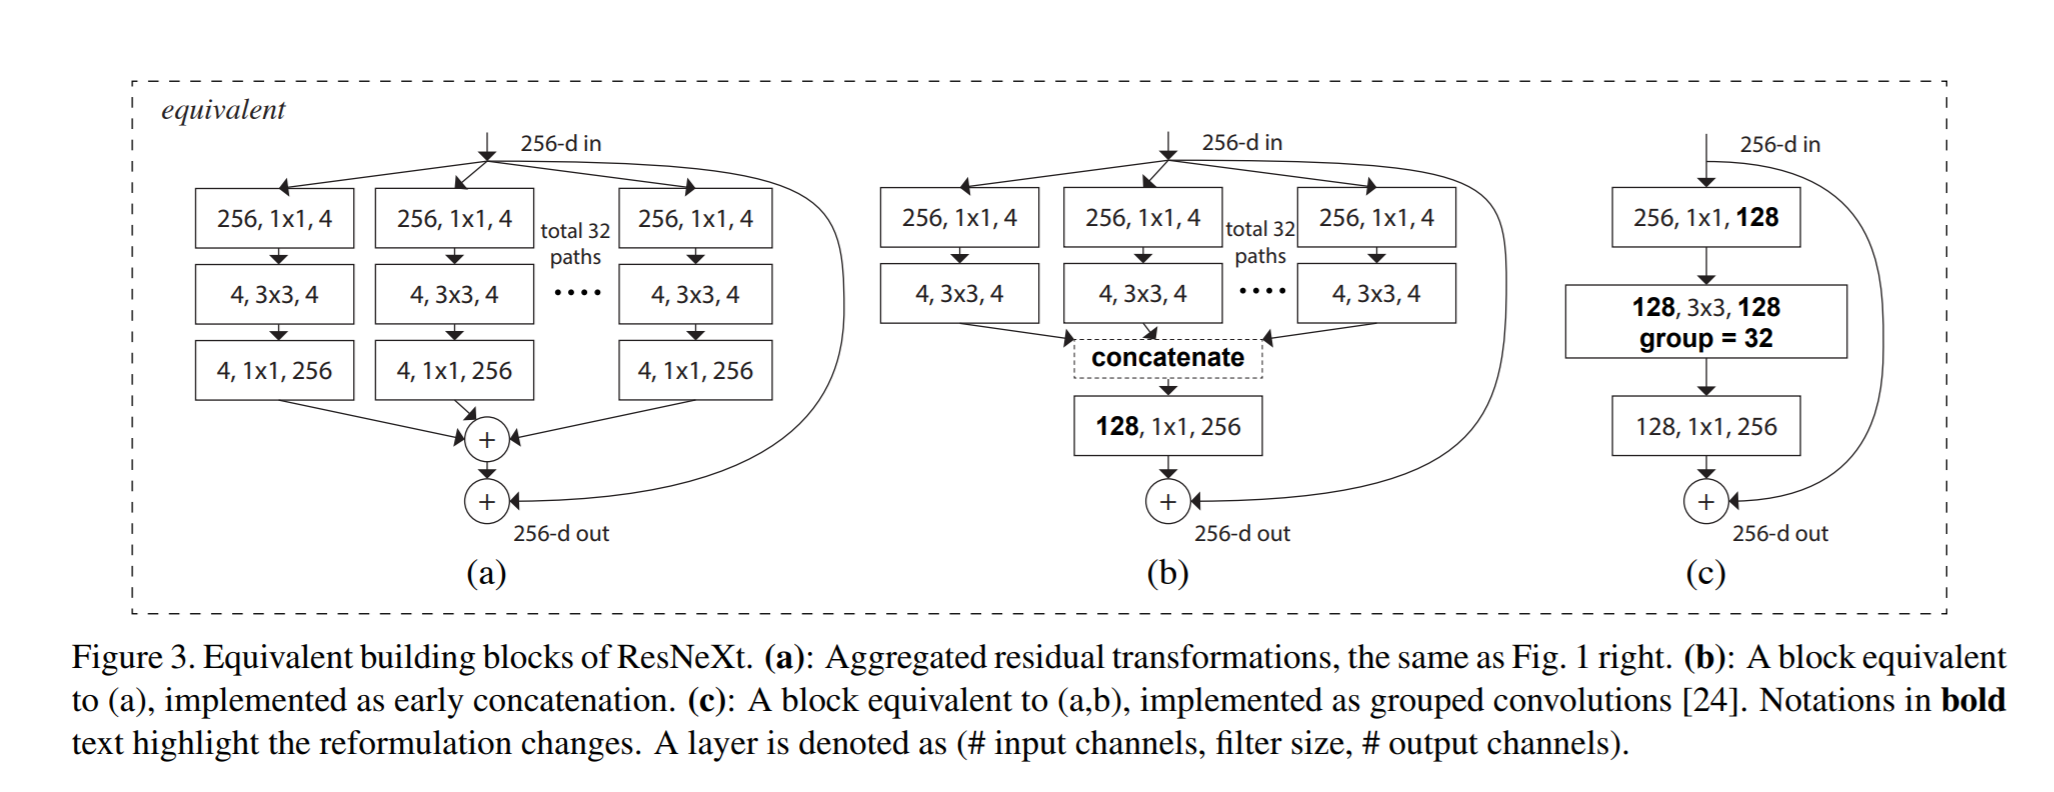 equivalent
256-d in
256, 1x1, 4
256, 1x1, 4
total 32
paths
256, 1x1, 4
4, 3x3, 4
4, 3x3, 4
....
4, 3x3, 4
4, 1x1, 256
4, 1x1, 256
4, 1x1, 256
+
+
256-d out
(a)
256-d in
256, 1x1, 4
256, 1x1, 4
total 32
paths
256, 1x1, 4
4, 3x3, 4
4, 3x3, 4
....
4, 3x3, 4
concatenate
128, 1x1, 256
+
256-d out
(b)
256-d in
256, 1x1, 128
128, 3x3, 128
group = 32
128, 1x1, 256
+
256-d out
(c)
Figure 3. Equivalent building blocks of ResNeXt. (a): Aggregated residual transformations, the same as Fig. 1 right. (b): A block equivalent
to (a), implemented as early concatenation. (c): A block equivalent to (a,b), implemented as grouped convolutions [24]. Notations in bold
text highlight the reformulation changes. A layer is denoted as (# input channels, filter size, # output channels).